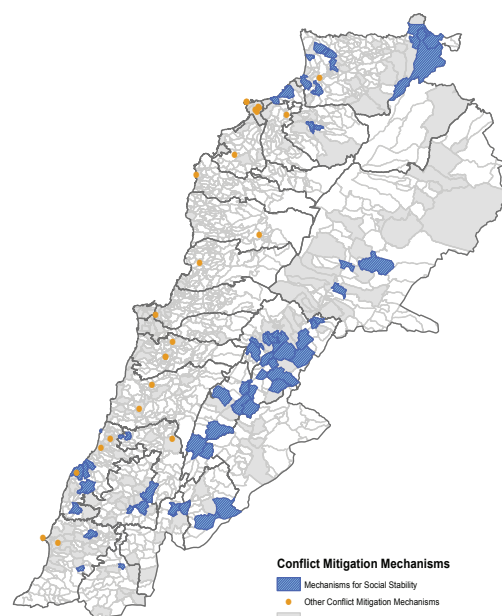 Conflict Mitigation Mechanisms
Mechanisms for Social Stability
Other Conflict Mitigation Mechanisms